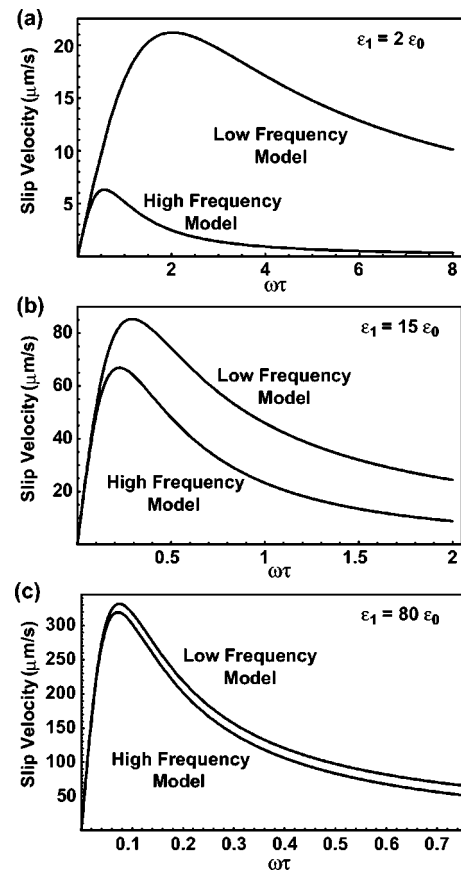 (a)
ε1 = 2 ε0
Slip Velocity (μm/s)
20
15
10
5
Low Frequency
Model
High Frequency
Model
2
4
6
8
ωτ
(b)
ε1 = 15 ε0
Slip Velocity (μm/s)
80
60
40
20
Low Frequency
Model
High Frequency
Model
0.5
1
1.5
2
ωτ
(c)
ε1 = 80 ε0
Slip Velocity (μm/s)
300
250
200
150
100
50
Low Frequency
Model
High Frequency
Model
0.1
0.2
0.3
0.4
0.5
0.6
0.7
ωτ